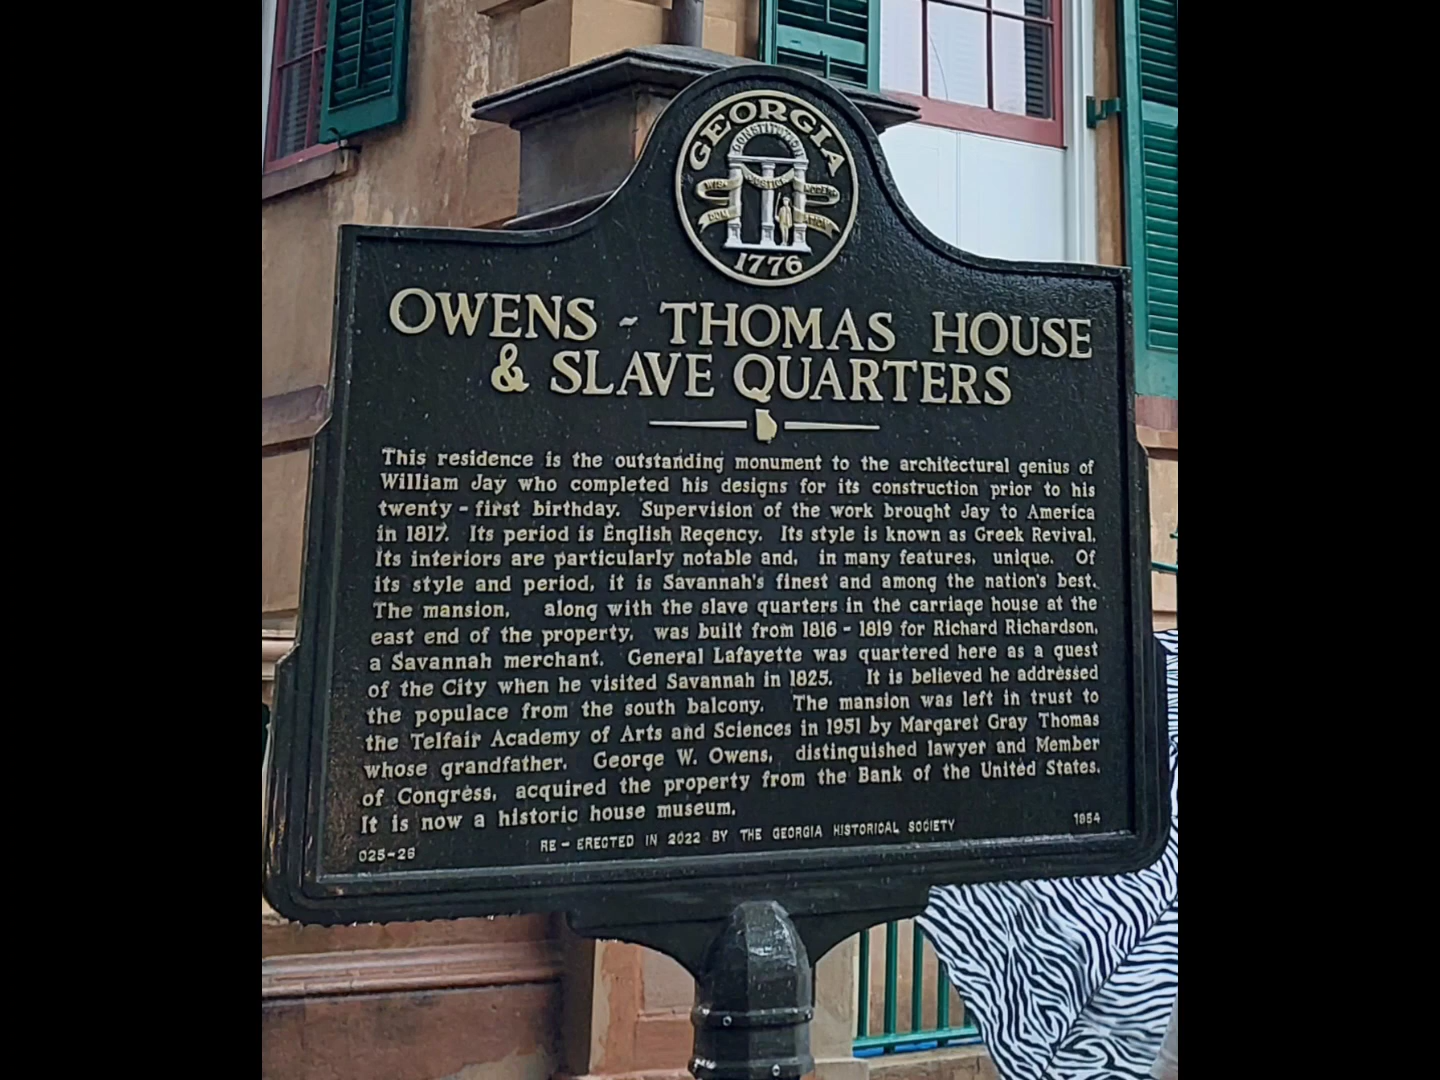 GEORGIA
CONSTITUTION
JUSTICE
1776
OWENS - THOMAS HOUSE
& SLAVE QUARTERS
This residence is the outstanding monument to the architectural genius of
William Jay who completed his designs for its construction prior to his
twenty - first birthday. Supervision of the work brought Jay to America
in 1817. Its period is English Regency. Its style is known as Greek Revival.
Its interiors are particularly notable and, in many features, unique. Of
its style and period, it is Savannah's finest and among the nation's best.
The mansion, along with the slave quarters in the carriage house at the
east end of the property, was built from 1816 - 1819 for Richard Richardson,
a Savannah merchant. General Lafayette was quartered here as a guest
of the City when he visited Savannah in 1825. It is believed he addressed
the populace from the south balcony. The mansion was left in trust to
the Telfair Academy of Arts and Sciences in 1951 by Margaret Gray Thomas
whose grandfather, George W. Owens, distinguished lawyer and Member
of Congress, acquired the property from the Bank of the United States.
It is now a historic house museum.
025-26 RE - ERECTED IN 2022 BY THE GEORGIA HISTORICAL SOCIETY 1954